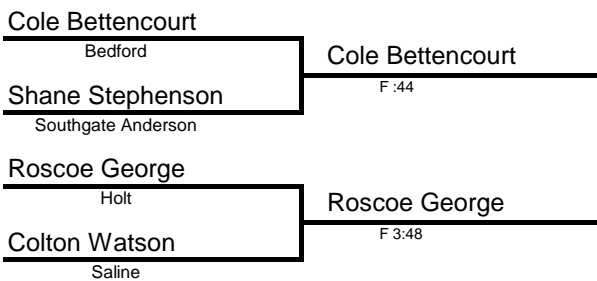 Cole Bettencourt
Bedford
Cole Bettencourt
F :44
Shane Stephenson
Southgate Anderson
Roscoe George
Holt
Roscoe George
F 3:48
Colton Watson
Saline